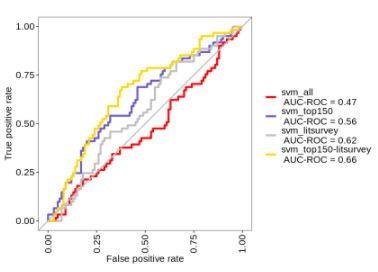 1.00
0.75
0.50
0.25
0.00
True positive rate
0.00
0.25
0.50
0.75
1.00
False positive rate
svm_all
AUC-ROC = 0.47
svm_top150
AUC-ROC = 0.56
svm_litsurvey
AUC-ROC = 0.62
svm_top150-litsurvey
AUC-ROC = 0.66